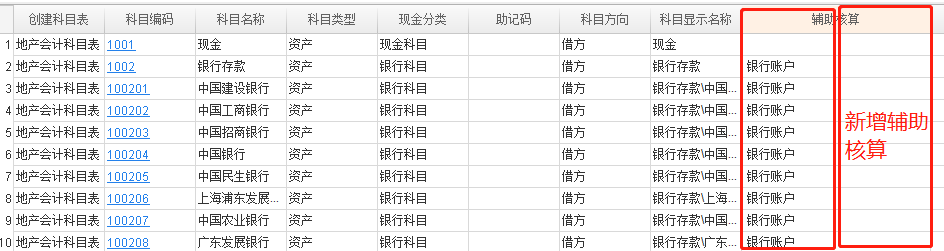 创建科目表 科目编码 科目名称 科目类型 现金分类 助记码 科目方向 科目显示名称 辅助核算
1 地产会计科目表 1001 现金 资产 现金科目 借方 现金
2 地产会计科目表 1002 银行存款 资产 银行科目 借方 银行存款 银行账户
3 地产会计科目表 100201 中国建设银行 资产 银行科目 借方 银行存款\中国... 银行账户
4 地产会计科目表 100202 中国工商银行 资产 银行科目 借方 银行存款\中国... 银行账户
5 地产会计科目表 100203 中国招商银行 资产 银行科目 借方 银行存款\中国... 银行账户
6 地产会计科目表 100204 中国银行 资产 银行科目 借方 银行存款\中国... 银行账户
7 地产会计科目表 100205 中国民生银行 资产 银行科目 借方 银行存款\中国... 银行账户
8 地产会计科目表 100206 上海浦东发展... 资产 银行科目 借方 银行存款\上海... 银行账户
9 地产会计科目表 100207 中国农业银行 资产 银行科目 借方 银行存款\中国... 银行账户
10 地产会计科目表 100208 广东发展银行 资产 银行科目 借方 银行存款\广东... 银行账户
新增辅助
核算